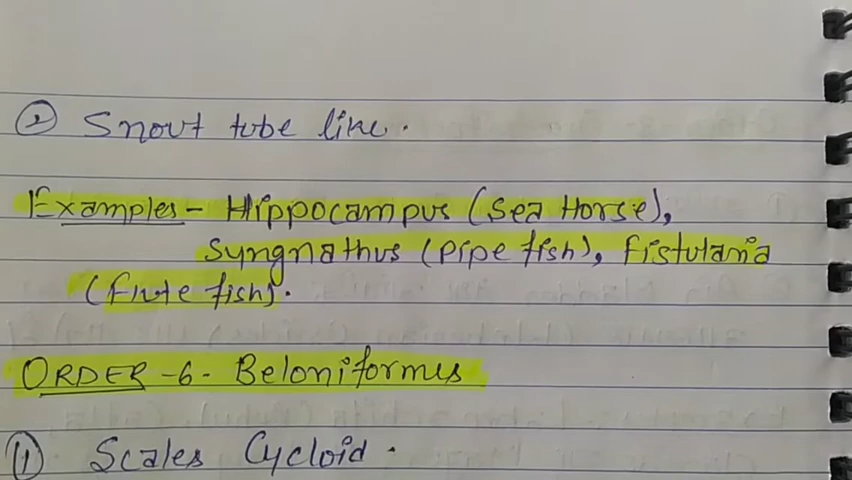 ② Snout tube like.
Examples - Hippocampus (Sea Horse),
Syngnathus (Pipe fish), Fistularia
(Flute fish).
ORDER - 6 - Beloniformes
① Scales Cycloid.